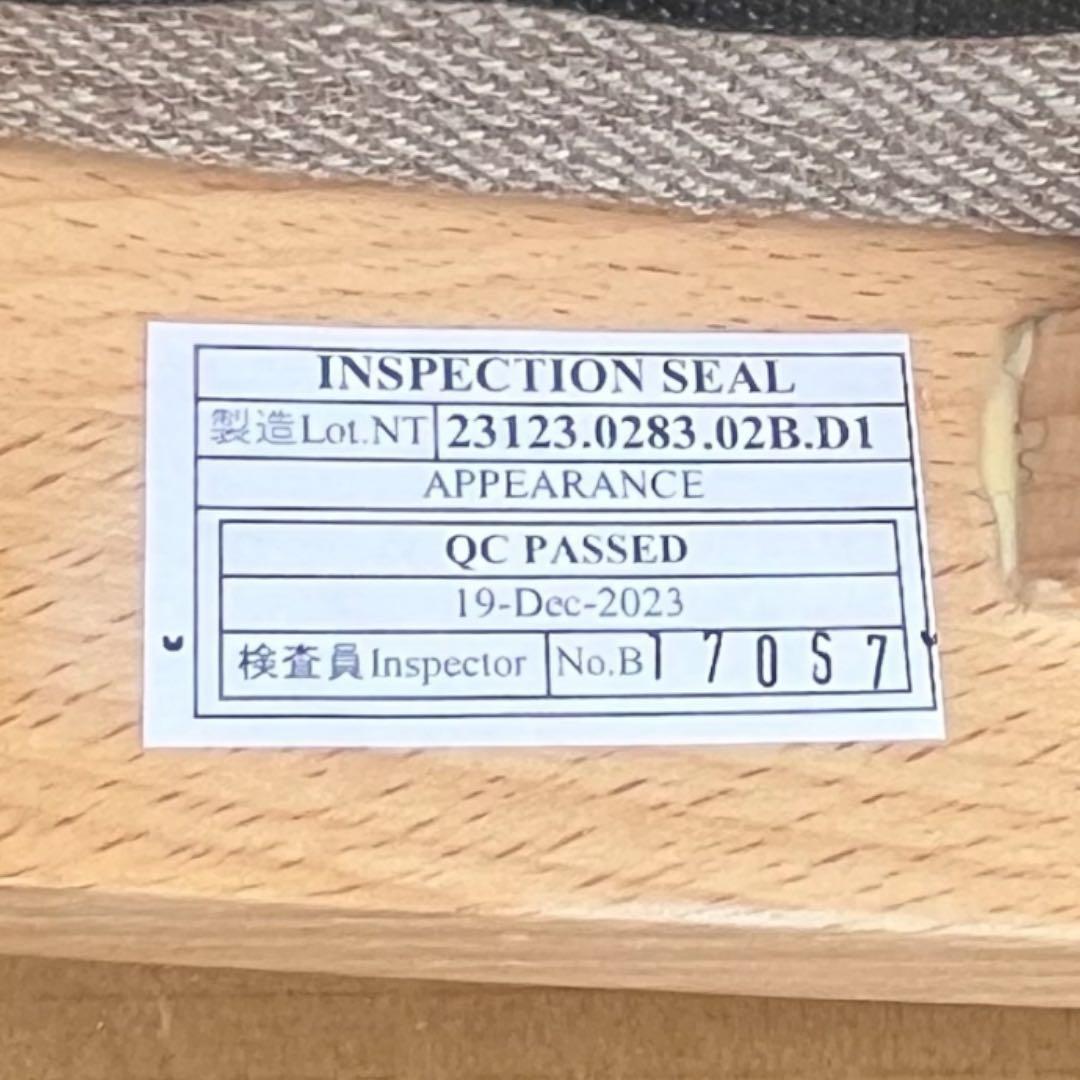 INSPECTION SEAL
製造Lot.NT 23123.0283.02B.D1
APPEARANCE
QC PASSED
19-Dec-2023
検査員Inspector No.B 170S7